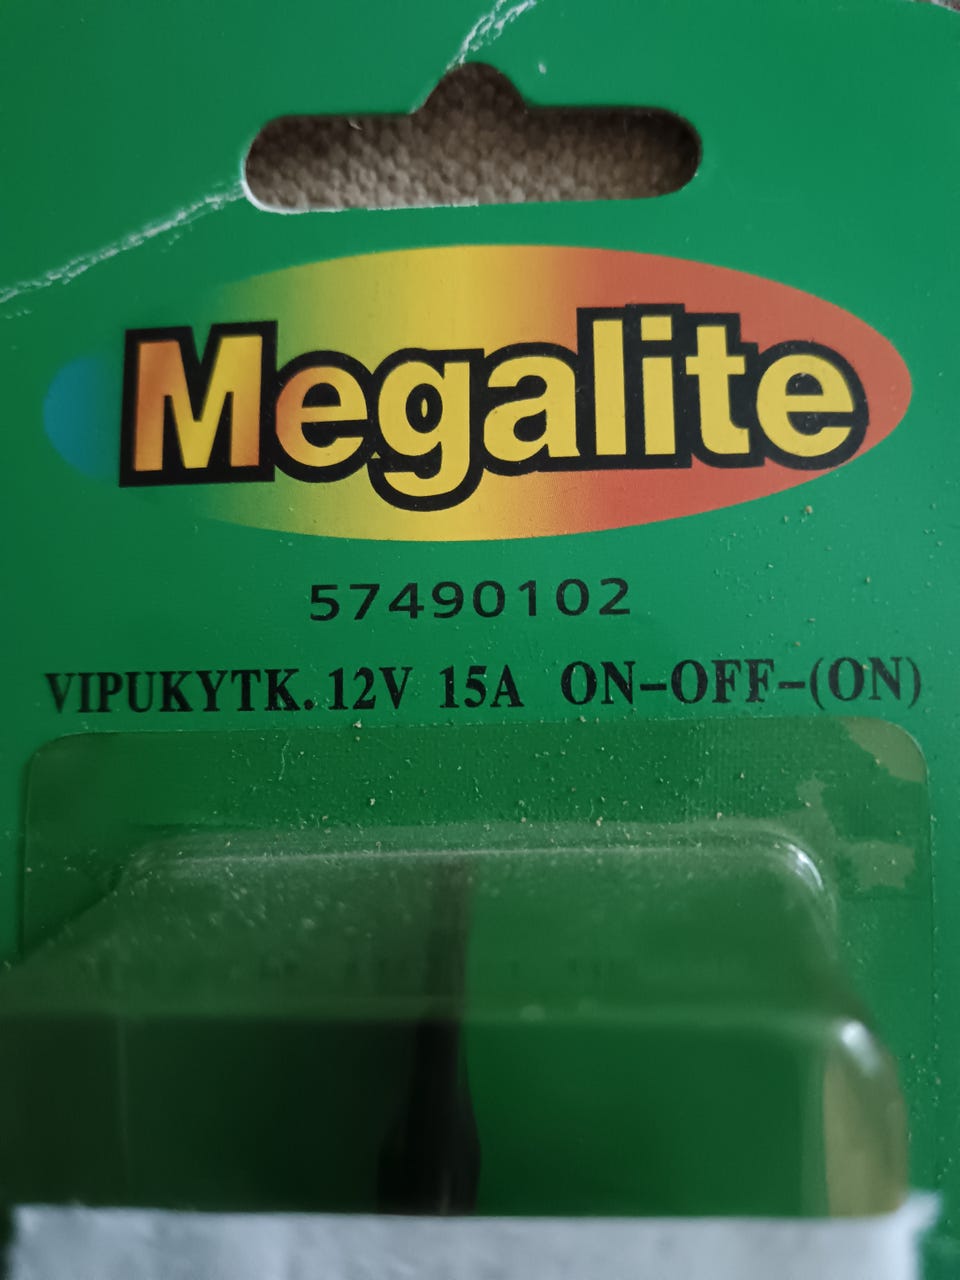 Megalite
57490102
VIPUKYTK. 12V 15A ON-OFF-(ON)